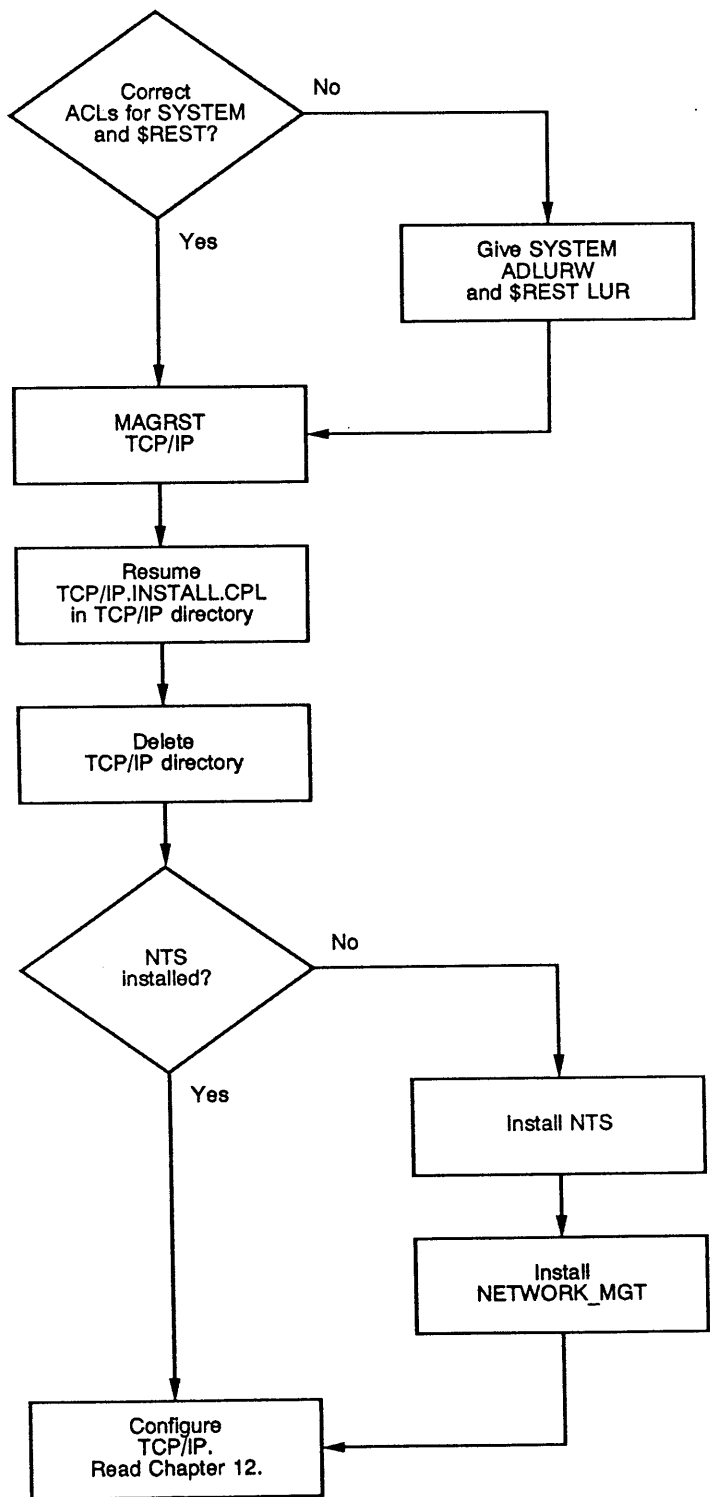 Correct
ACLs for SYSTEM
and $REST?
No
Yes
Give SYSTEM
ADLURW
and $REST LUR
MAGRST
TCP/IP
Resume
TCP/IP.INSTALL.CPL
in TCP/IP directory
Delete
TCP/IP directory
NTS
installed?
No
Yes
Install NTS
Install
NETWORK_MGT
Configure
TCP/IP.
Read Chapter 12.